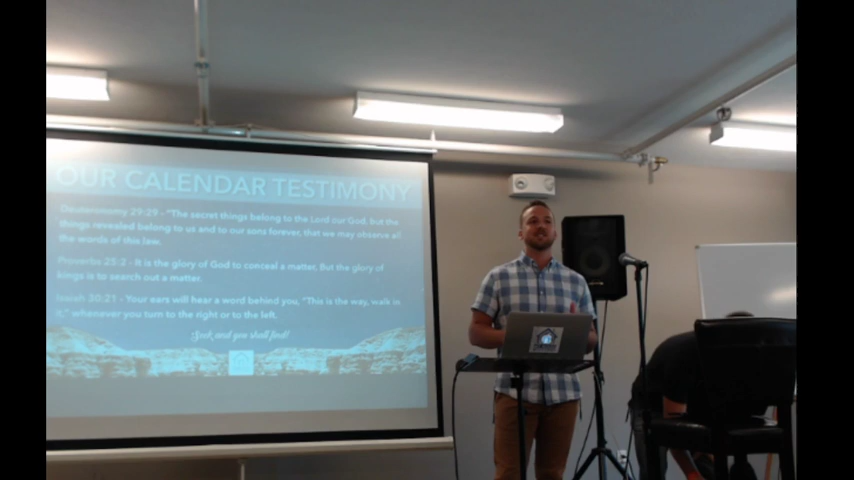 OUR CALENDAR TESTIMONY
Deuteronomy 29:29 - "The secret things belong to the Lord our God, but the
things revealed belong to us and to our sons forever, that we may observe all
the words of this law.
Proverbs 25:2 - It is the glory of God to conceal a matter, But the glory of
kings is to search out a matter.
Isaiah 30:21 - Your ears will hear a word behind you, "This is the way, walk in
it," whenever you turn to the right or to the left.
Seek and you shall find!